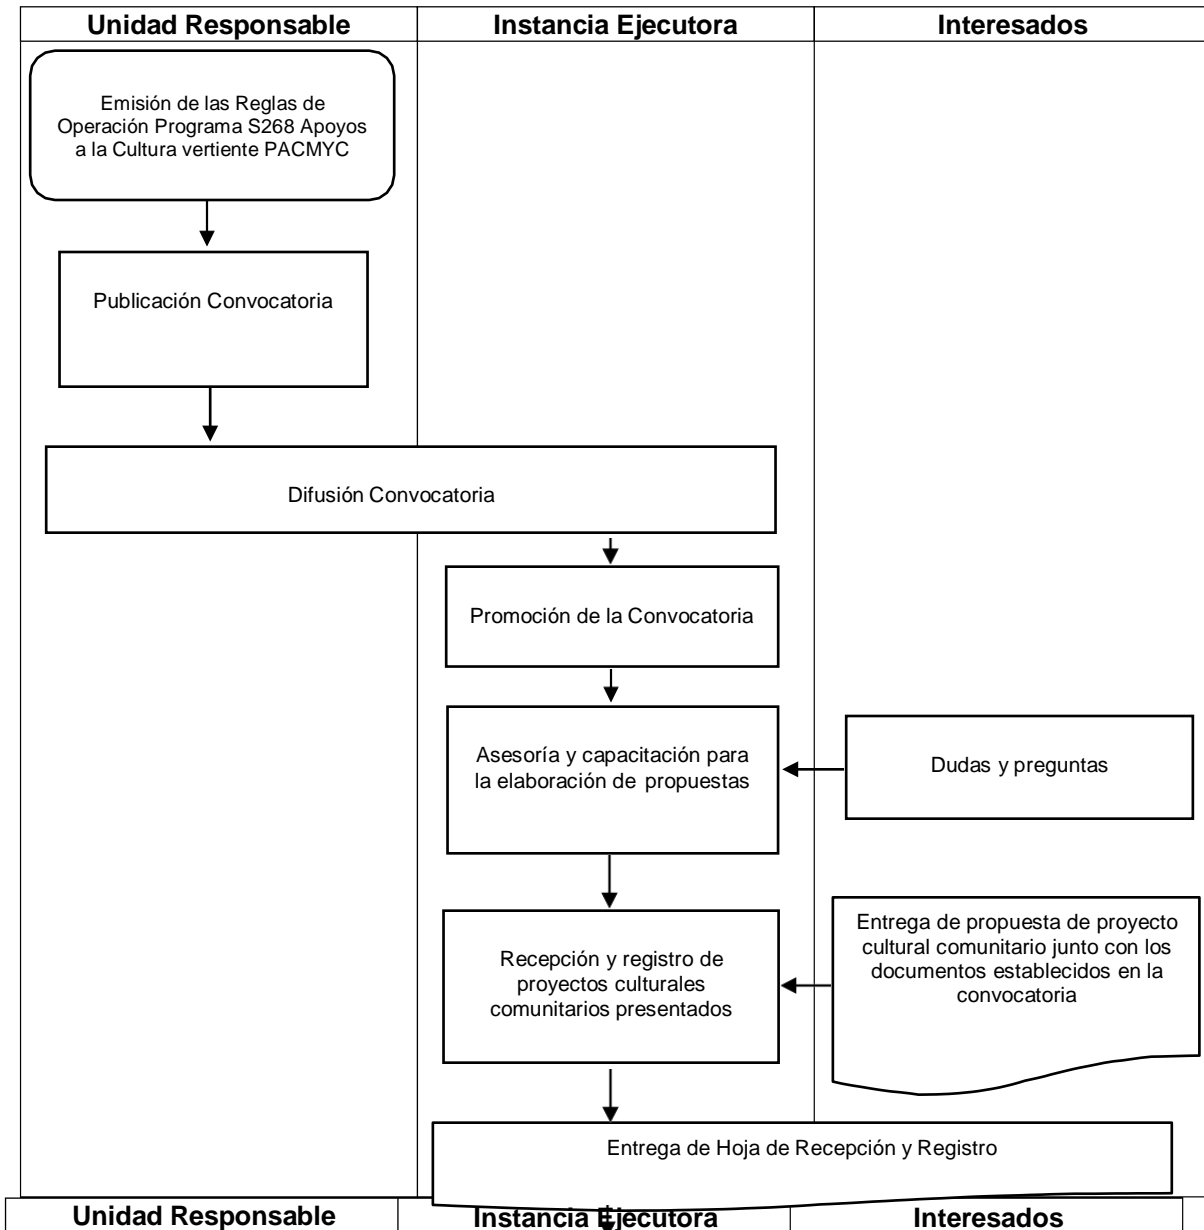 Unidad Responsable
Instancia Ejecutora
Interesados
Emisión de las Reglas de
Operación Programa S268 Apoyos
a la Cultura vertiente PACMYC
Publicación Convocatoria
Difusión Convocatoria
Promoción de la Convocatoria
Asesoría y capacitación para
la elaboración de propuestas
Dudas y preguntas
Recepción y registro de
proyectos culturales
comunitarios presentados
Entrega de propuesta de proyecto
cultural comunitario junto con los
documentos establecidos en la
convocatoria
Entrega de Hoja de Recepción y Registro
Unidad Responsable
Instancia Ejecutora
Interesados